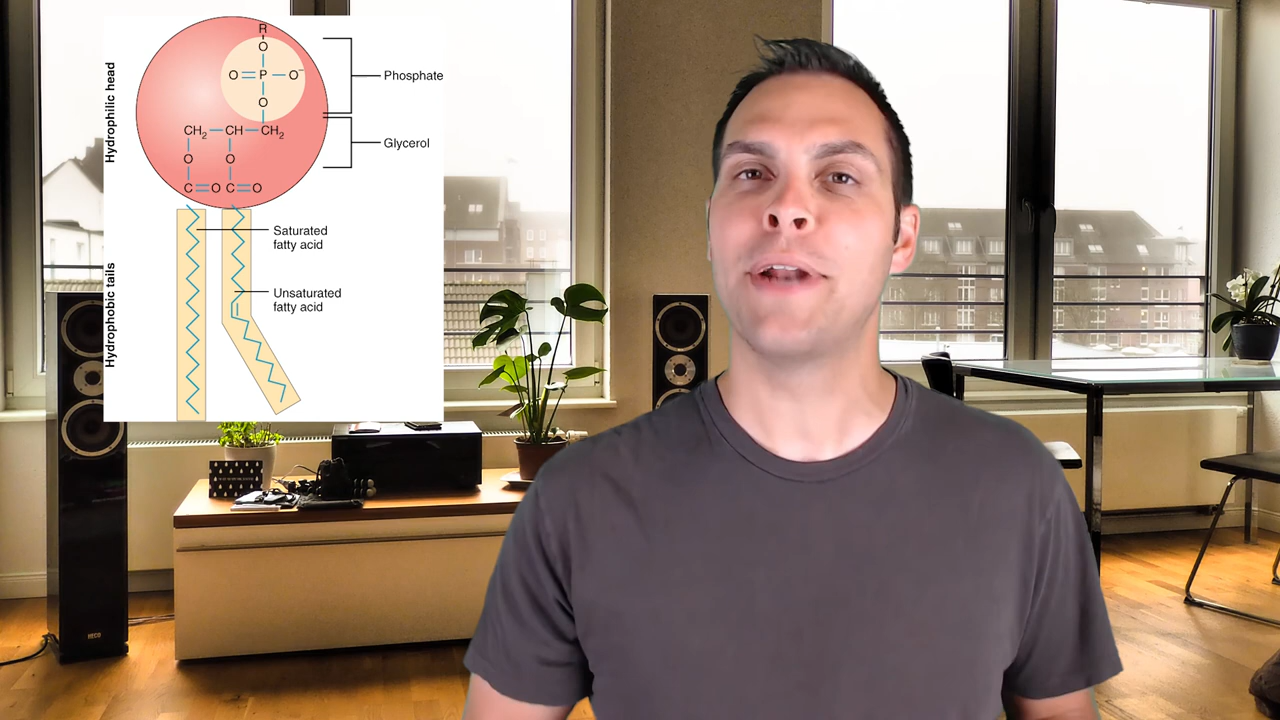 Hydrophilic head
R
O
O=P—O⁻
O
Phosphate
CH₂—CH—CH₂
Glycerol
O O
C=O C=O
Hydrophobic tails
Saturated
fatty acid
Unsaturated
fatty acid